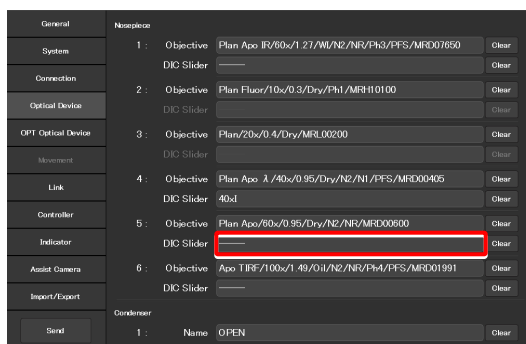 General
System
Connection
Optical Device
OPT Optical Device
Movement
Link
Controller
Indicator
Assist Camera
Import/Export
Send
Nosepiece
1 : Objective Plan Apo IR/60x/1.27/WI/N2/NR/Ph3/PFS/MRD07650 Clear
DIC Slider —— Clear
2 : Objective Plan Fluor/10x/0.3/Dry/Ph1/MRH10100 Clear
DIC Slider —— Clear
3 : Objective Plan/20x/0.4/Dry/MRL00200 Clear
DIC Slider —— Clear
4 : Objective Plan Apo λ/40x/0.95/Dry/N2/N1/PFS/MRD00405 Clear
DIC Slider 40xI Clear
5 : Objective Plan Apo/60x/0.95/Dry/N2/NR/MRD00600 Clear
DIC Slider —— Clear
6 : Objective Apo TIRF/100x/1.49/Oil/N2/NR/Ph4/PFS/MRD01991 Clear
DIC Slider —— Clear
Condenser
1 : Name OPEN Clear